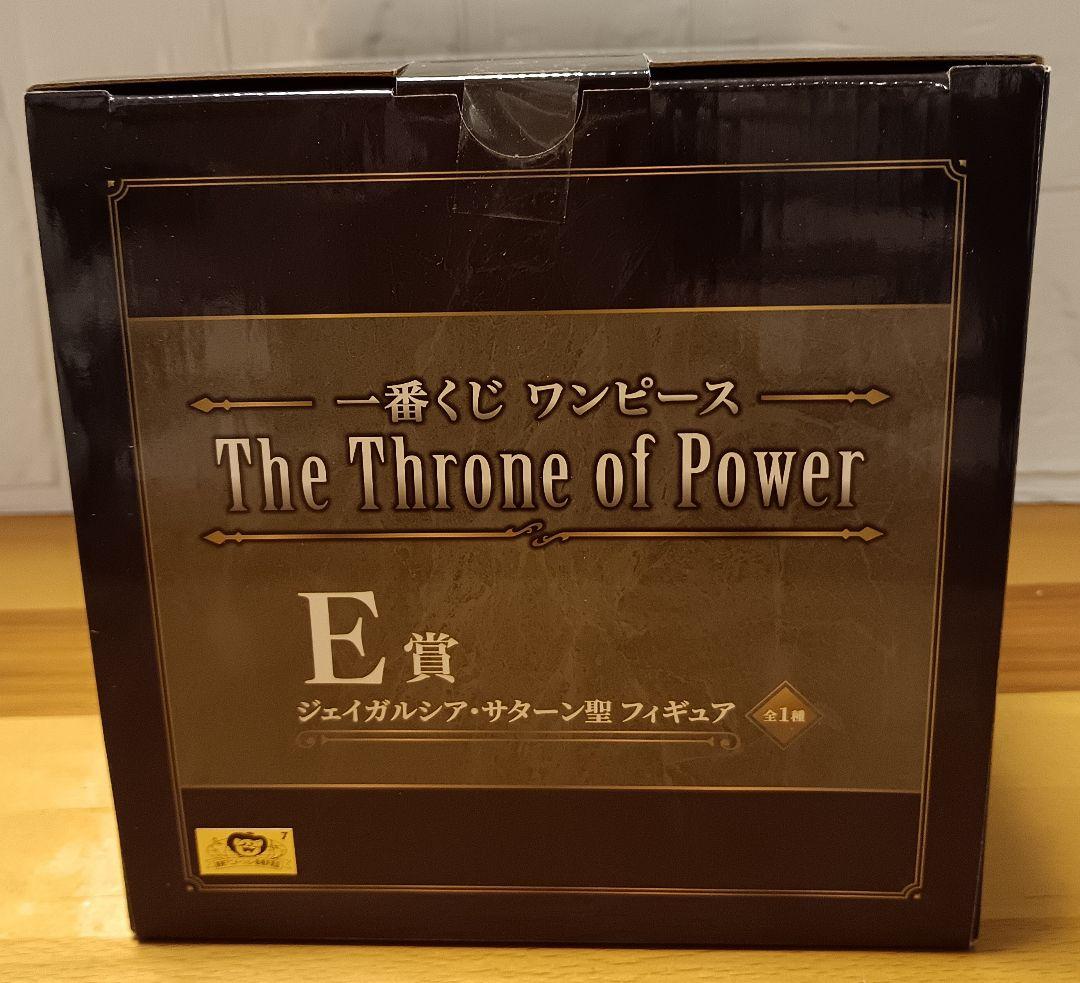 一番くじ ワンピース
The Throne of Power
E賞
ジェイガルシア・サターン聖 フィギュア 全1種
7